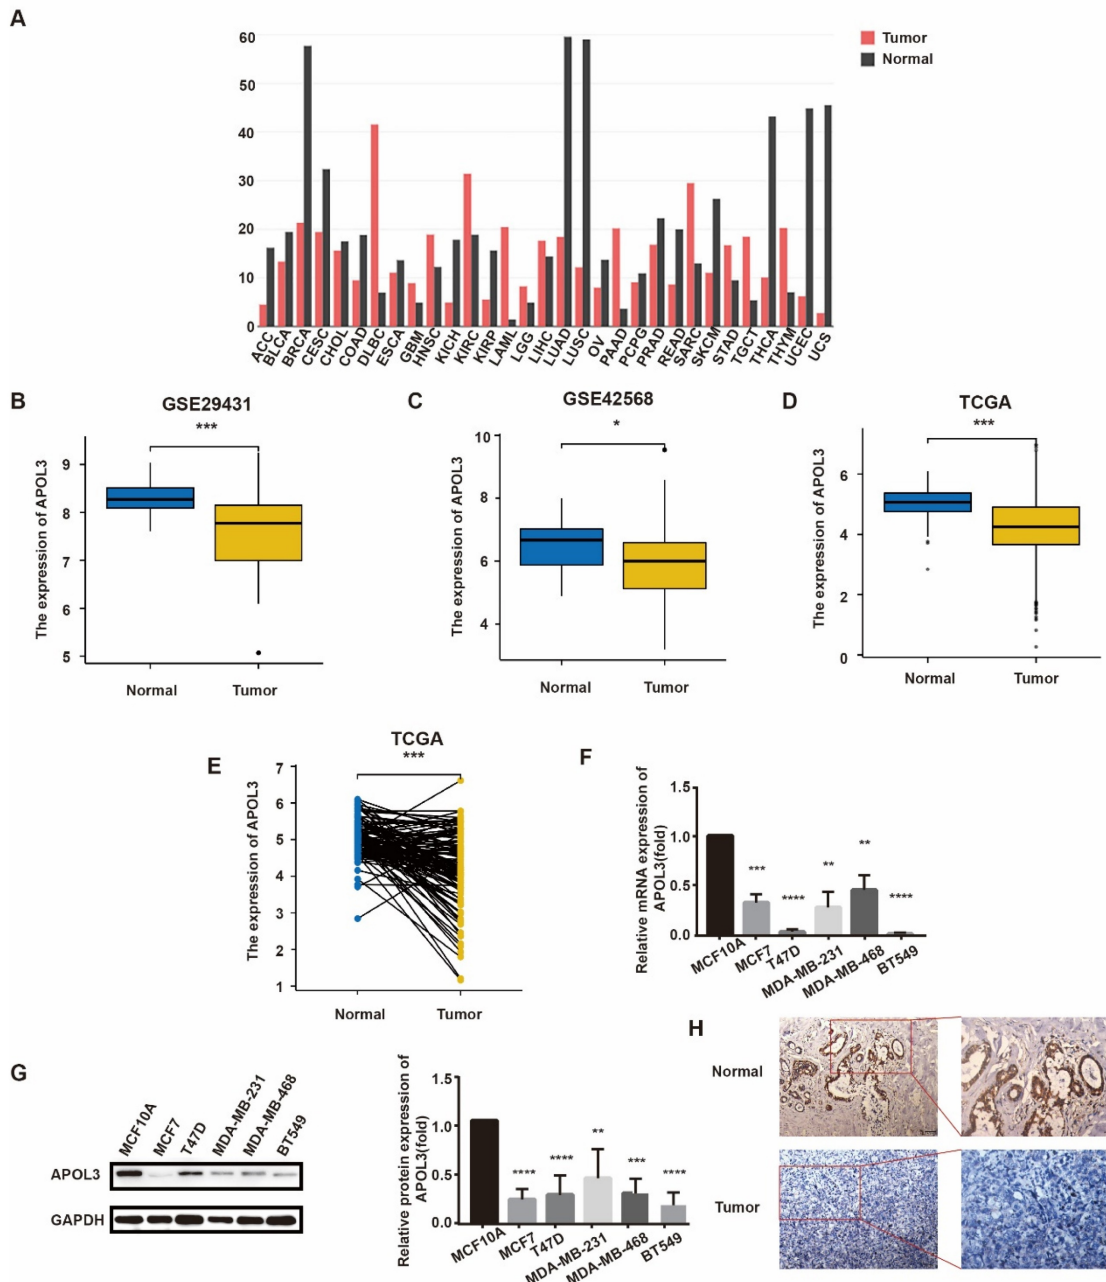 A
60
50
40
30
20
10
0
Tumor
Normal
ACC BLCA BRCA CESC CHOL COAD DLBC ESCA GBM HNSC KICH KIRC KIRP LAML LGG LIHC LUAD LUSC OV PAAD PCPG PRAD READ SARC SKCM STAD TGCT THCA THYM UCEC UCS
B
GSE29431
***
The expression of APOL3
9
8
7
6
5
Normal Tumor
C
GSE42568
*
The expression of APOL3
10
8
6
4
Normal Tumor
D
TCGA
***
The expression of APOL3
6
4
2
0
Normal Tumor
E
TCGA
***
The expression of APOL3
7
6
5
4
3
2
1
Normal Tumor
F
Relative mRNA expression of
APOL3(fold)
1.5
1.0
0.5
0.0
*** **** ** ** ****
MCF10A MCF7 T47D MDA-MB-231 MDA-MB-468 BT549
G
MCF10A MCF7 T47D MDA-MB-231 MDA-MB-468 BT549
APOL3
GAPDH
Relative protein expression of
APOL3(fold)
1.5
1.0
0.5
0.0
**** **** ** *** ****
MCF10A MCF7 T47D MDA-MB-231 MDA-MB-468 BT549
H
Normal
Tumor